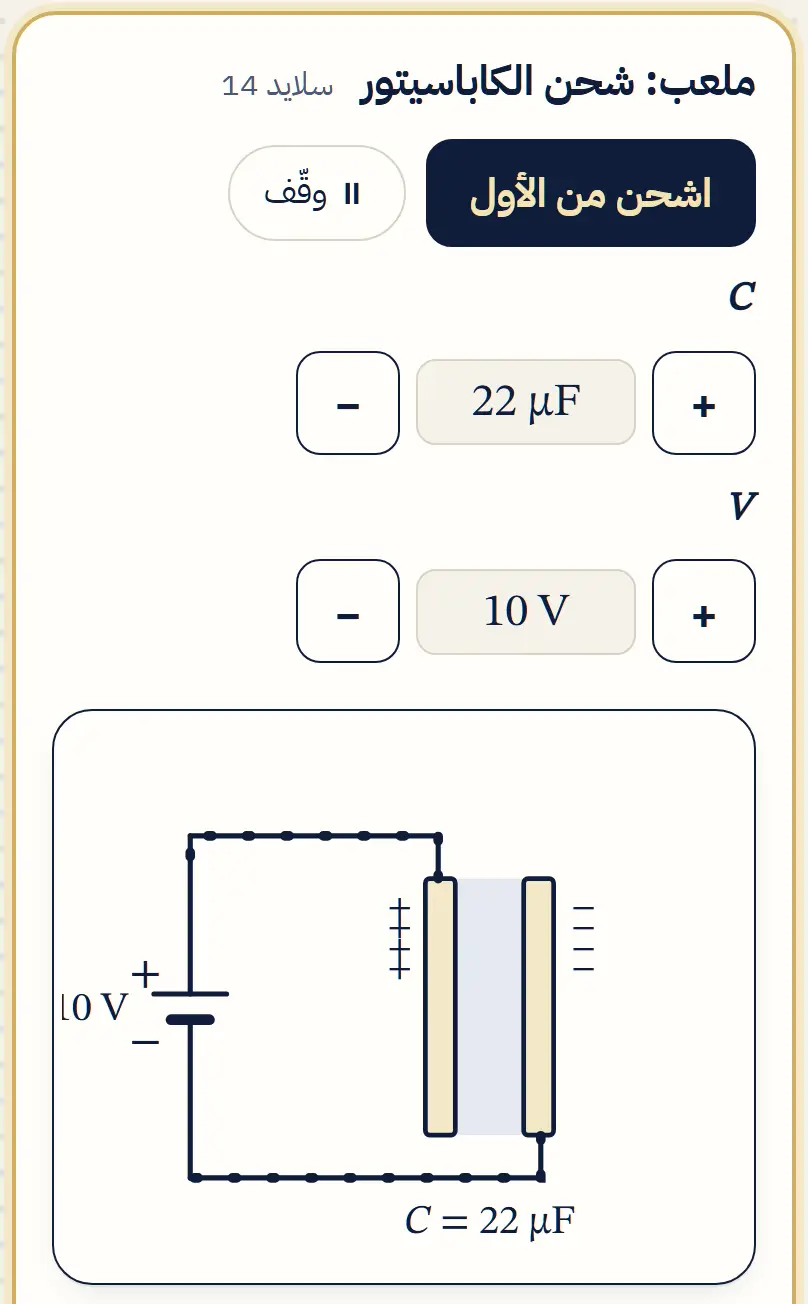 ملعب: شحن الكاباسيتور سلايد 14
اشحن من الأول وقّف
C
+ 22 µF −
V
+ 10 V −
+
10 V
−
+ −
+ −
+ −
+ −
C = 22 µF